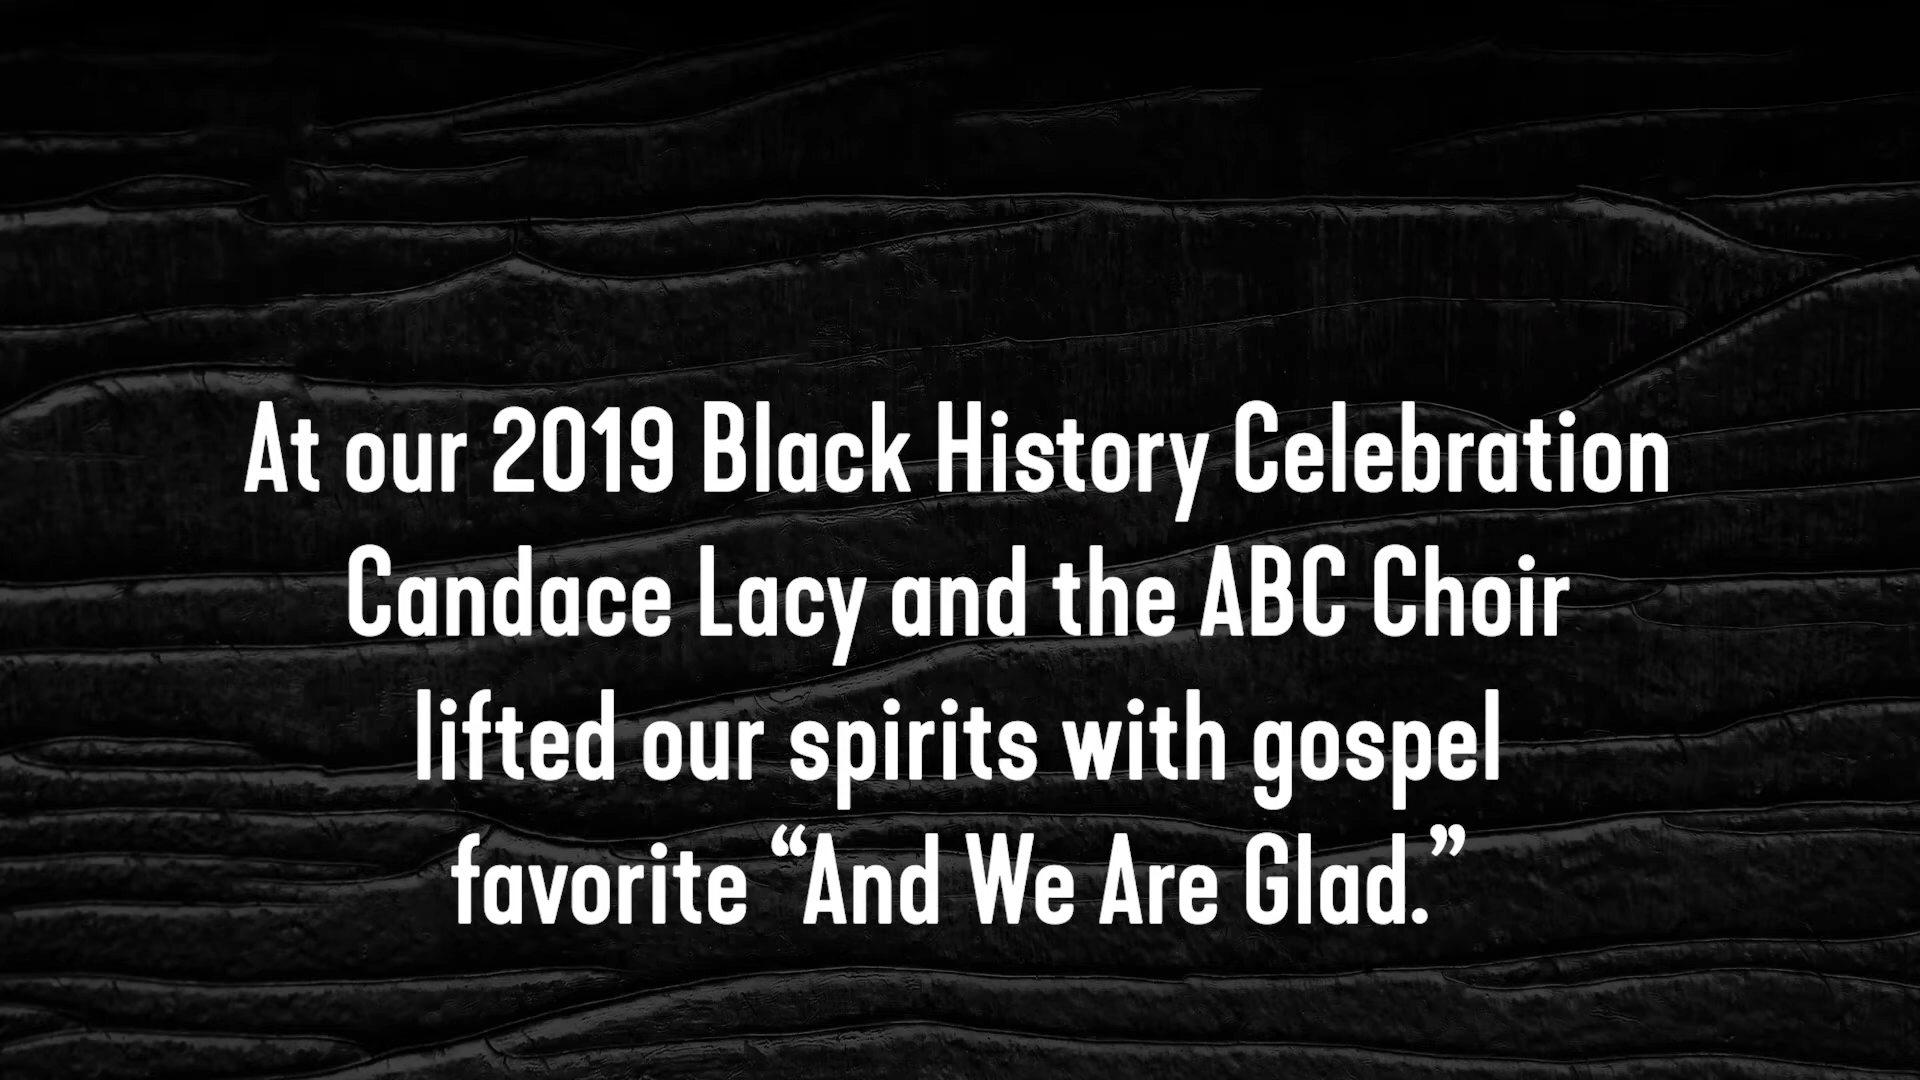 At our 2019 Black History Celebration
Candace Lacy and the ABC Choir
lifted our spirits with gospel
favorite “And We Are Glad.”